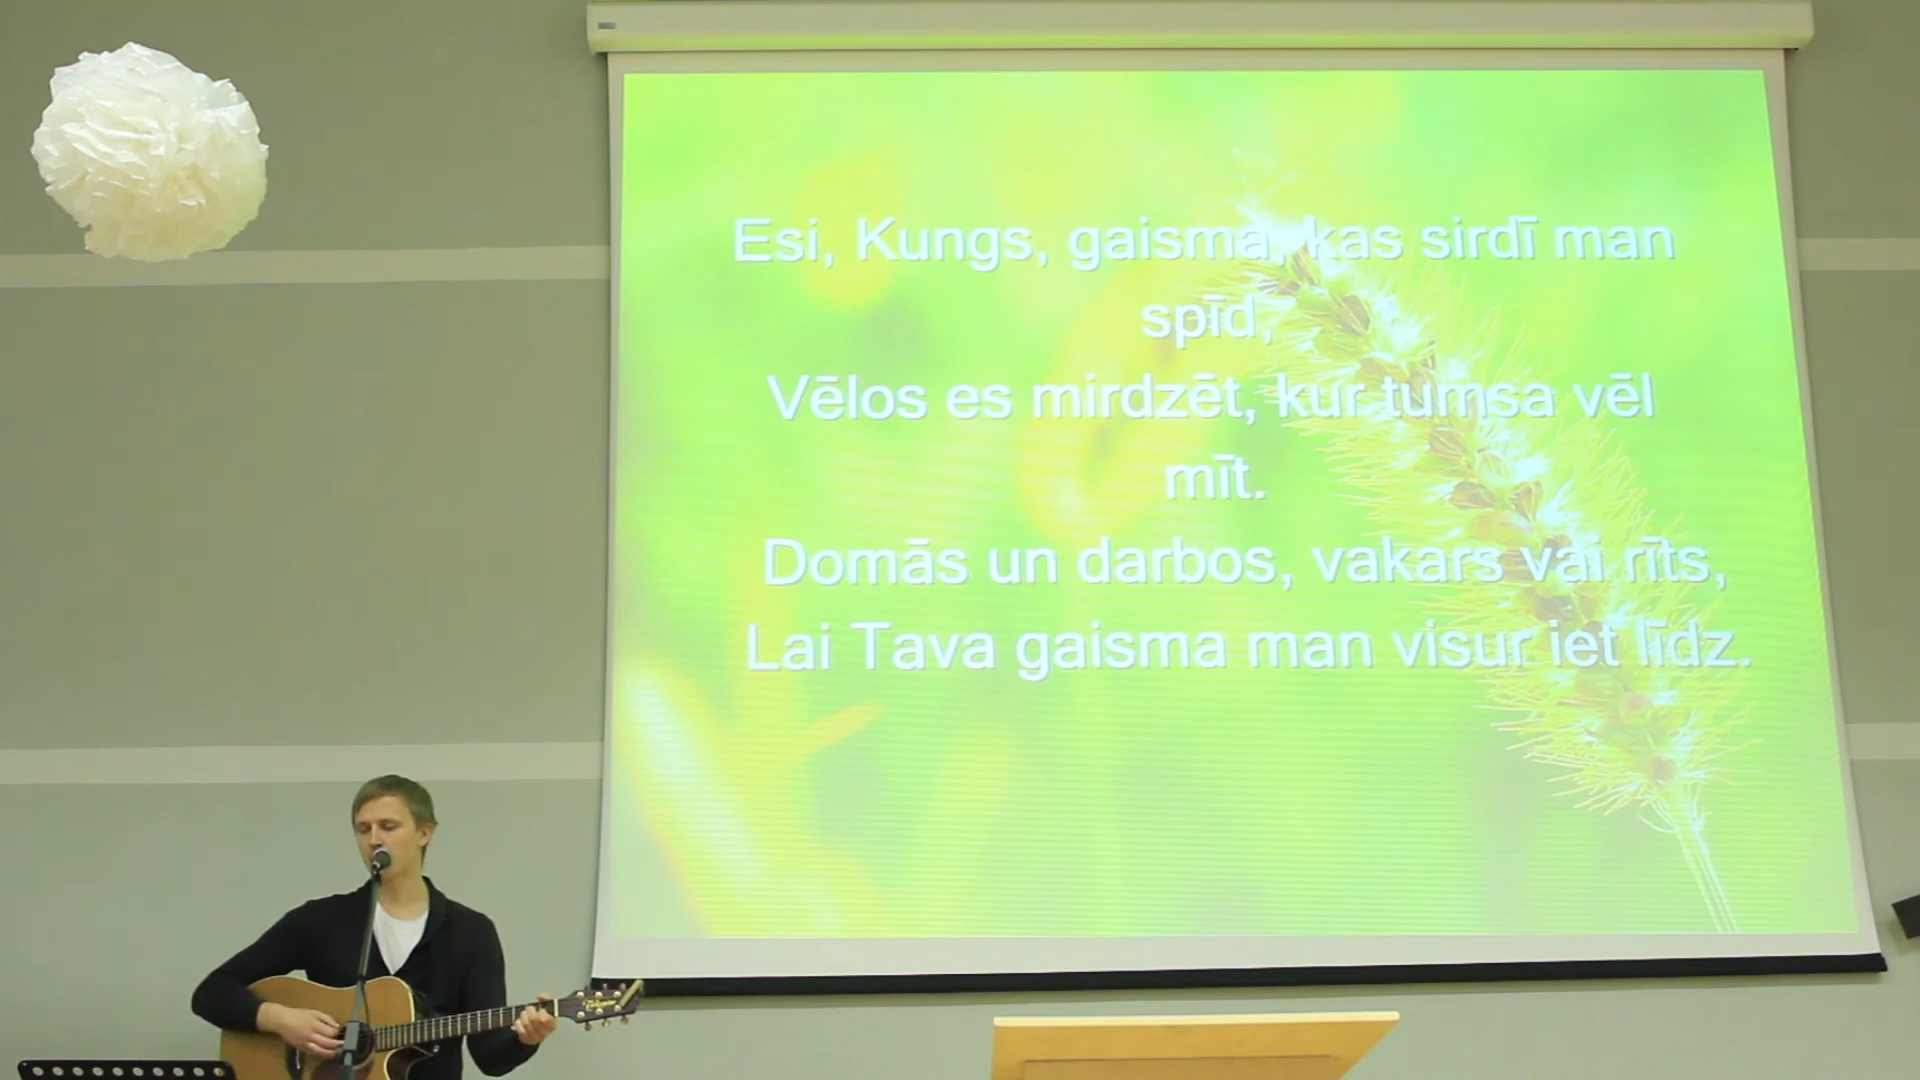 Esi, Kungs, gaisma, kas sirdī man
spīd,
Vēlos es mirdzēt, kur tumsa vēl
mīt.
Domās un darbos, vakars vai rīts,
Lai Tava gaisma man visur iet līdz.